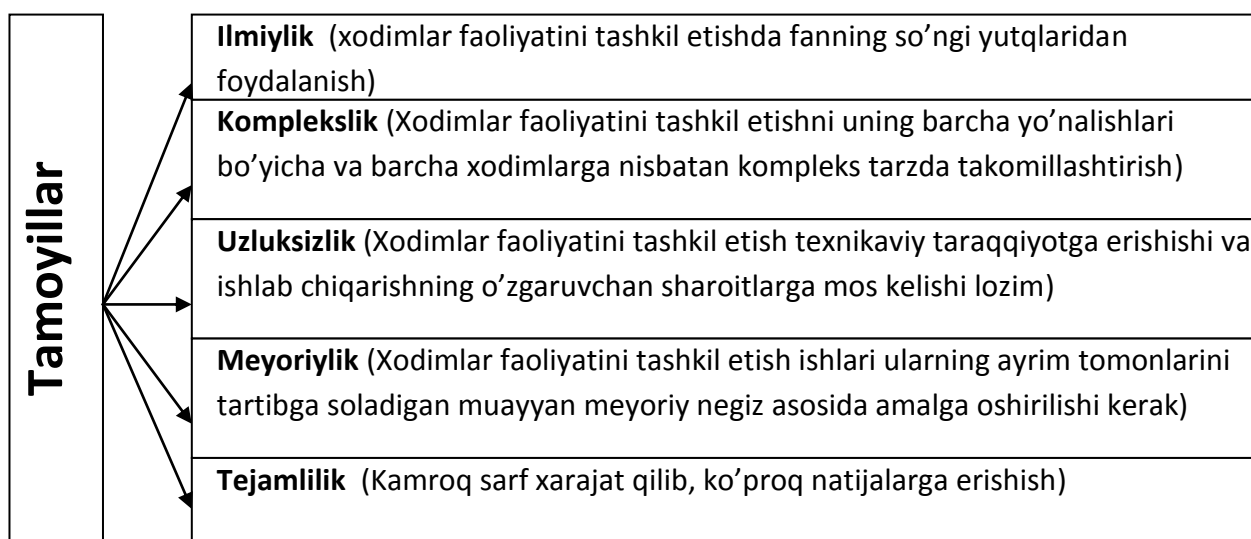 Tamoyillar
Ilmiylik (xodimlar faoliyatini tashkil etishda fanning so’ngi yutqlaridan
foydalanish)
Komplekslik (Xodimlar faoliyatini tashkil etishni uning barcha yo’nalishlari
bo’yicha va barcha xodimlarga nisbatan kompleks tarzda takomillashtirish)
Uzluksizlik (Xodimlar faoliyatini tashkil etish texnikaviy taraqqiyotga erishishi va
ishlab chiqarishning o’zgaruvchan sharoitlarga mos kelishi lozim)
Meyoriylik (Xodimlar faoliyatini tashkil etish ishlari ularning ayrim tomonlarini
tartibga soladigan muayyan meyoriy negiz asosida amalga oshirilishi kerak)
Tejamlilik (Kamroq sarf xarajat qilib, ko’proq natijalarga erishish)